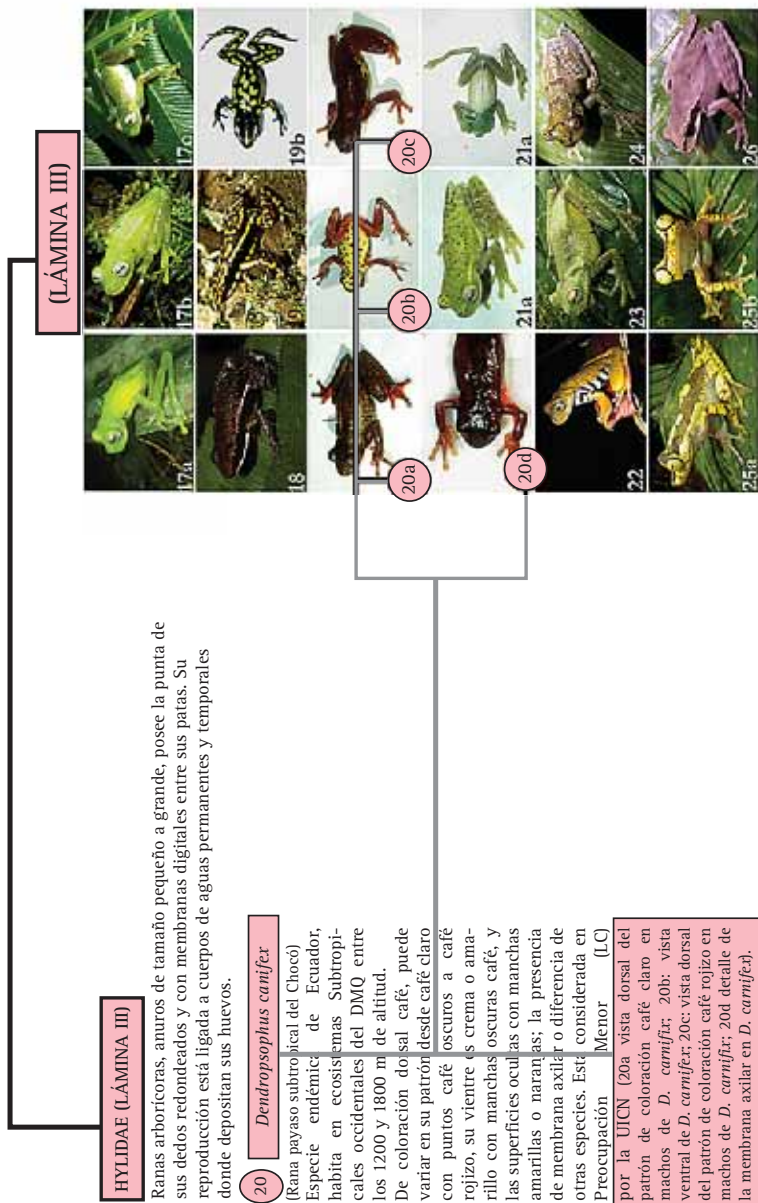 HYLIDAE (LÁMINA III)
Ranas arborícoras, anuros de tamaño pequeño a grande, posee la punta de
sus dedos redondeados y con membranas digitales entre sus patas. Su
reproducción está ligada a cuerpos de aguas permanentes y temporales
donde depositan sus huevos.
20
Dendropsophus canifex
(Rana payaso subtropical del Chocó)
Especie endémica de Ecuador,
habita en ecosistemas Subtropi-
cales occidentales del DMQ entre
los 1200 y 1800 m de altitud.
De coloración dorsal café, puede
variar en su patrón desde café claro
con puntos café oscuros a café
rojizo, su vientre es crema o ama-
rillo con manchas oscuras café, y
las superficies ocultas con manchas
amarillas o naranjas; la presencia
de membrana axilar o diferencia de
otras especies. Está considerada en
Preocupación Menor (LC)
por la UICN (20a vista dorsal del
patrón de coloración café claro en
machos de D. carnifix; 20b: vista
ventral de D. carnifex; 20c: vista dorsal
del patrón de coloración café rojizo en
machos de D. carnifix; 20d detalle de
la membrana axilar en D. carnifex).
(LÁMINA III)
17a
17b
17c
18
19a
19b
20a
20b
20c
20d
21a
21a
22
23
24
25a
25b
26